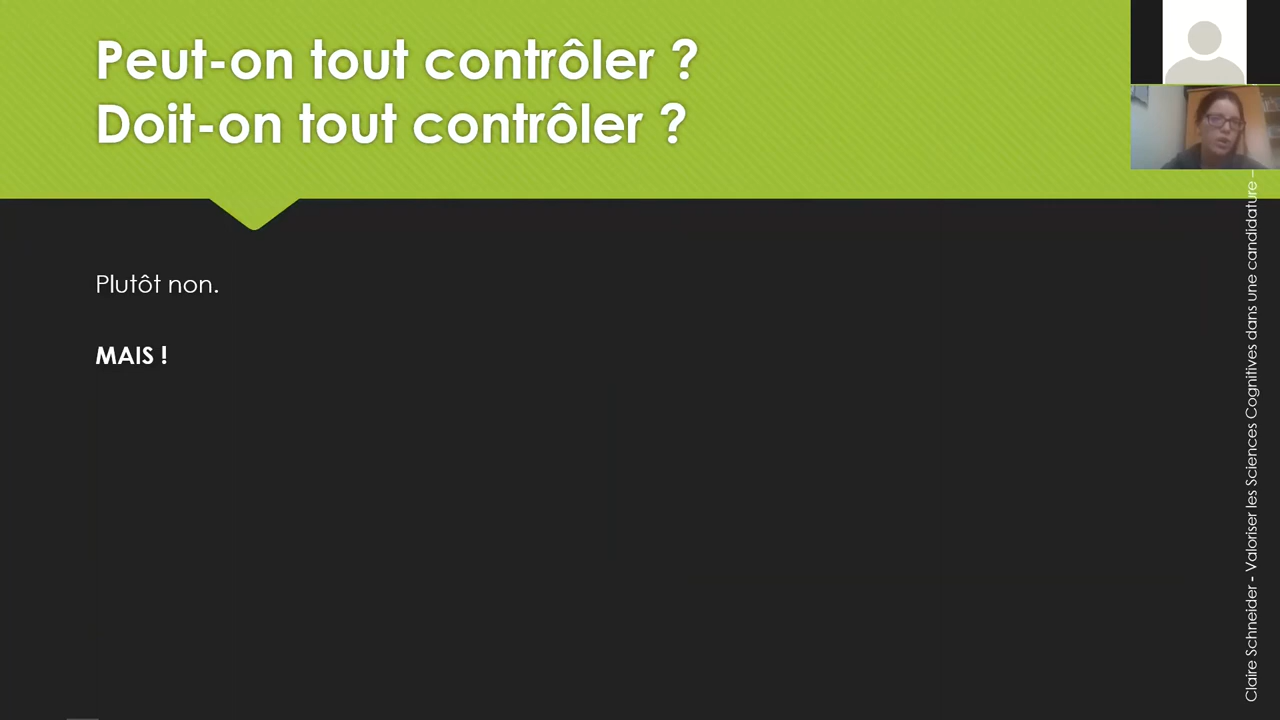 Peut-on tout contrôler ?
Doit-on tout contrôler ?
Plutôt non.
MAIS !
Claire Schneider - Valoriser les Sciences Cognitives dans une candidature –